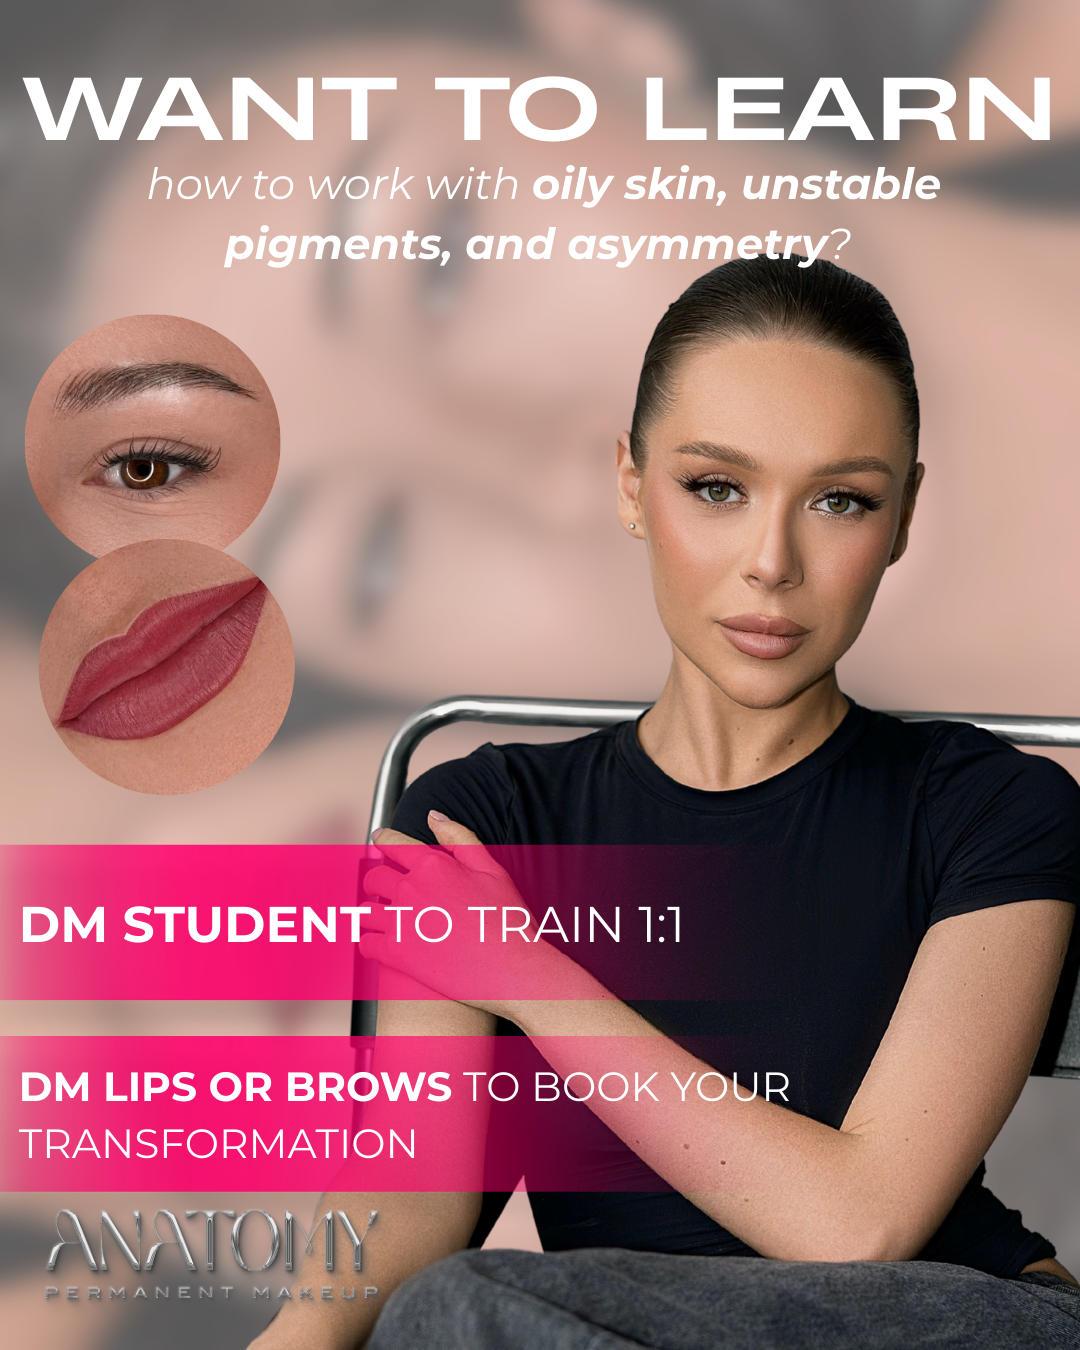 WANT TO LEARN
how to work with oily skin, unstable
pigments, and asymmetry?
DM STUDENT TO TRAIN 1:1
DM LIPS OR BROWS TO BOOK YOUR
TRANSFORMATION
ANATOMY
PERMANENT MAKEUP